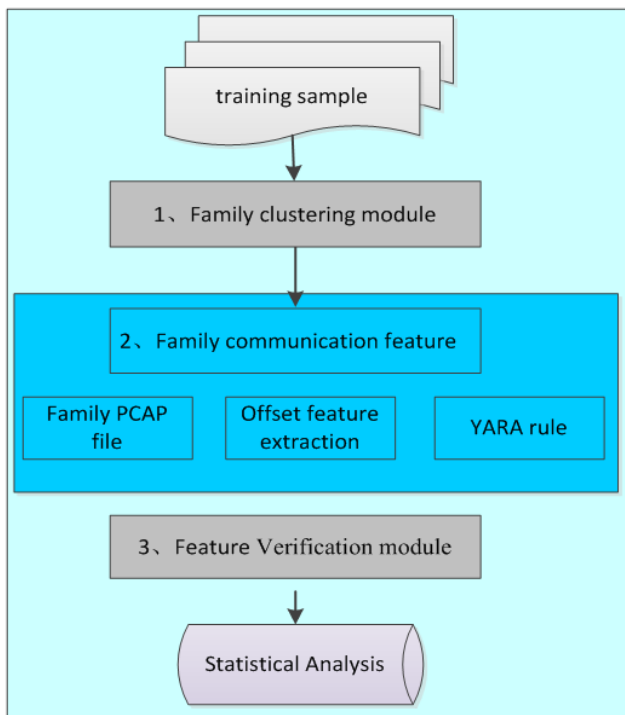 training sample
1、Family clustering module
2、Family communication feature
Family PCAP
file
Offset feature
extraction
YARA rule
3、Feature Verification module
Statistical Analysis